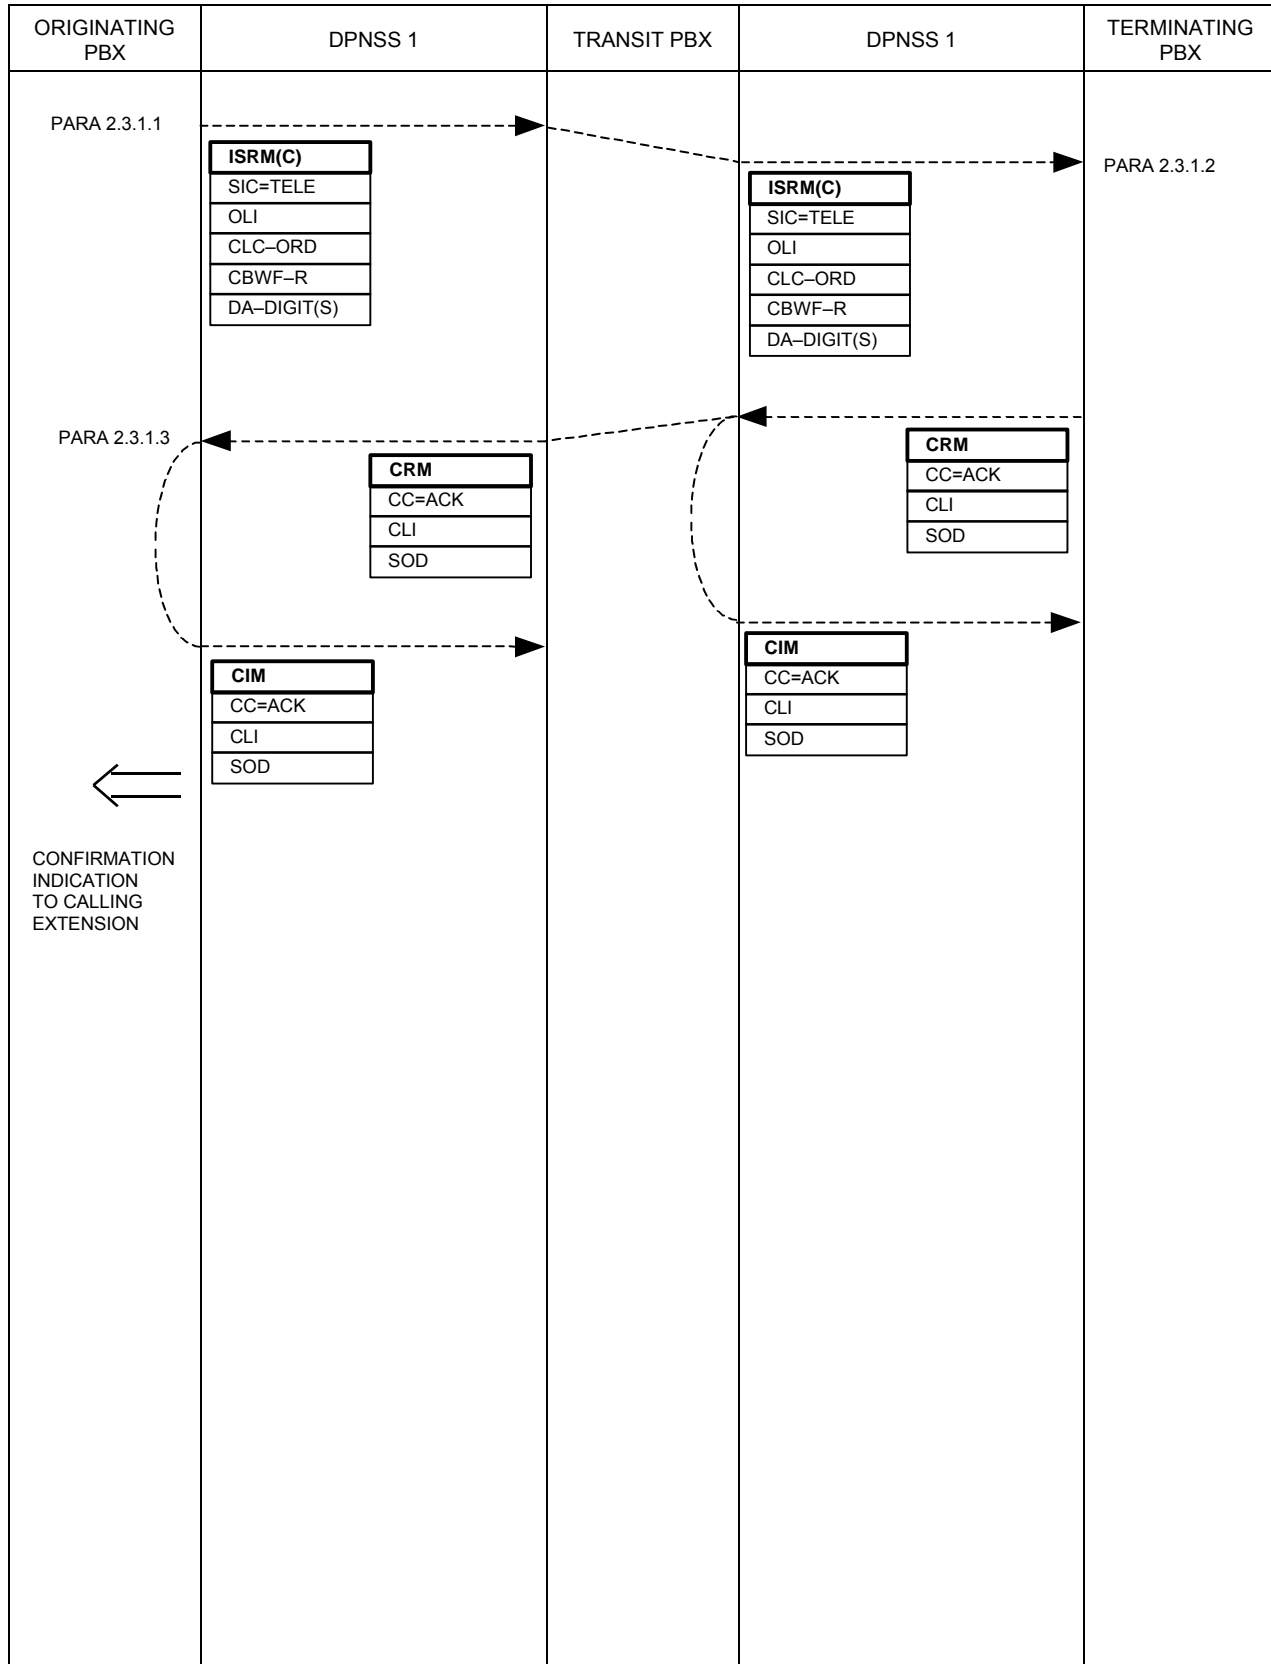 ORIGINATING
PBX
DPNSS 1
TRANSIT PBX
DPNSS 1
TERMINATING
PBX
PARA 2.3.1.1
ISRM(C)
SIC=TELE
OLI
CLC–ORD
CBWF–R
DA–DIGIT(S)
PARA 2.3.1.2
ISRM(C)
SIC=TELE
OLI
CLC–ORD
CBWF–R
DA–DIGIT(S)
PARA 2.3.1.3
CRM
CC=ACK
CLI
SOD
CRM
CC=ACK
CLI
SOD
CIM
CC=ACK
CLI
SOD
CIM
CC=ACK
CLI
SOD
CONFIRMATION
INDICATION
TO CALLING
EXTENSION